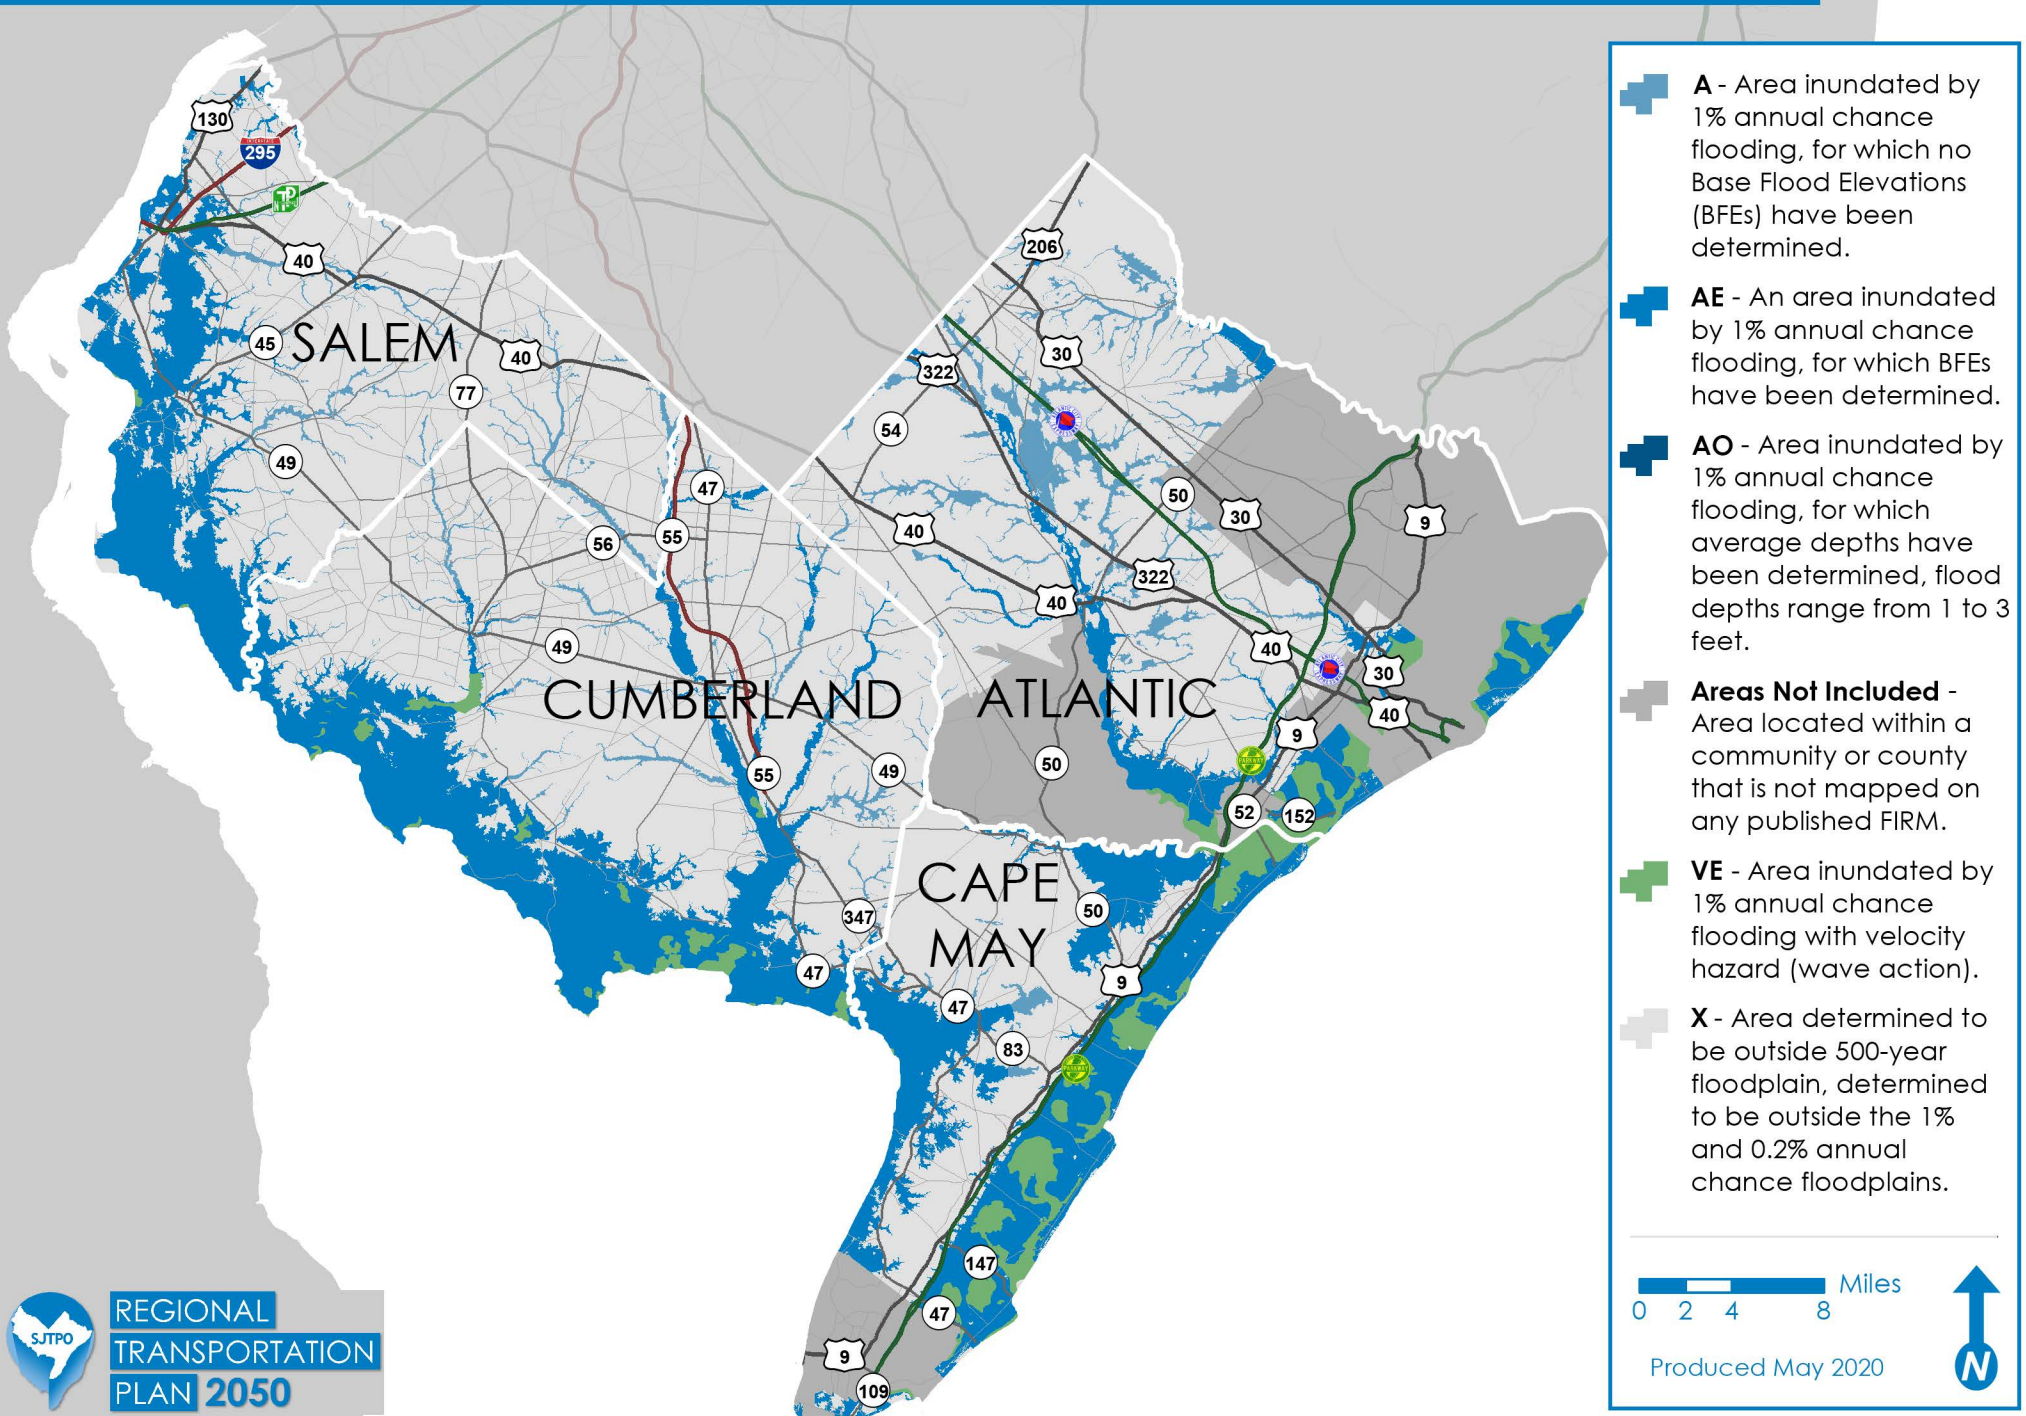 130
INTERSTATE
295
NJTP
40
206
SALEM
45
40
77
30
322
54
49
47
50
40
30
9
56
55
322
40
49
40
30
CUMBERLAND
ATLANTIC
40
9
50
49
55
PARKWAY
52
152
CAPE
MAY
50
347
47
9
47
83
PARKWAY
147
47
9
109
A - Area inundated by
1% annual chance
flooding, for which no
Base Flood Elevations
(BFEs) have been
determined.
AE - An area inundated
by 1% annual chance
flooding, for which BFEs
have been determined.
AO - Area inundated by
1% annual chance
flooding, for which
average depths have
been determined, flood
depths range from 1 to 3
feet.
Areas Not Included -
Area located within a
community or county
that is not mapped on
any published FIRM.
VE - Area inundated by
1% annual chance
flooding with velocity
hazard (wave action).
X - Area determined to
be outside 500-year
floodplain, determined
to be outside the 1%
and 0.2% annual
chance floodplains.
Miles
0 2 4 8
Produced May 2020
N
SJTPO
REGIONAL
TRANSPORTATION
PLAN 2050